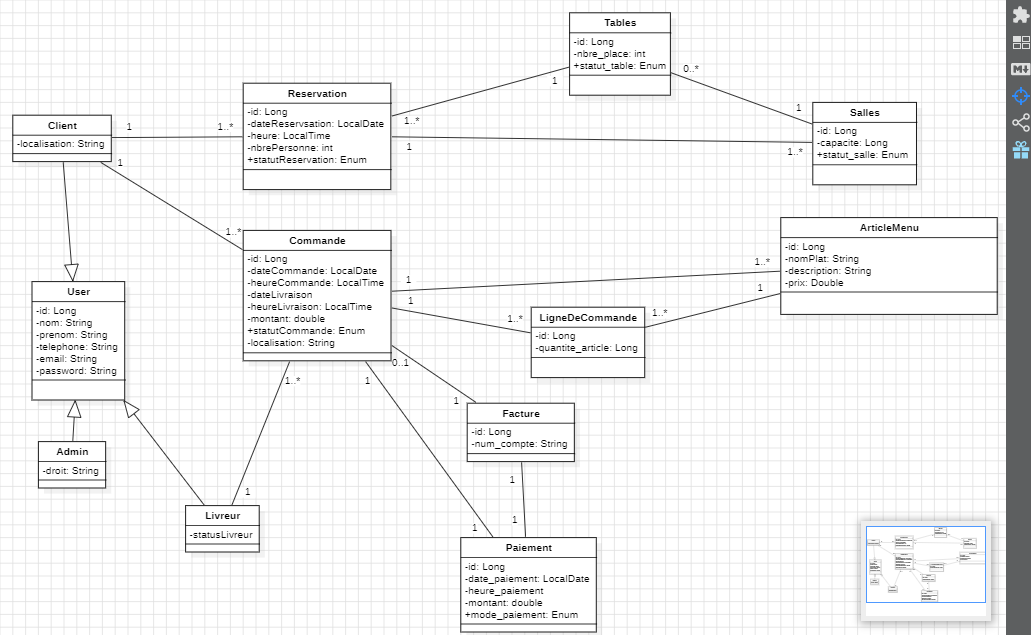 Tables
-id: Long
-nbre_place: int
+statut_table: Enum
1
0..*
Reservation
-id: Long
-dateReservsation: LocalDate
-heure: LocalTime
-nbrePersonne: int
+statutReservation: Enum
1..*
1..*
1
Salles
-id: Long
-capacite: Long
+statut_salle: Enum
1
1..*
Client
-localisation: String
1
1
Commande
-id: Long
-dateCommande: LocalDate
-heureCommande: LocalTime
-dateLivraison
-heureLivraison: LocalTime
-montant: double
+statutCommande: Enum
-localisation: String
1..*
1
1
0..1
1..*
1
ArticleMenu
-id: Long
-nomPlat: String
-description: String
-prix: Double
1..*
1
User
-id: Long
-nom: String
-prenom: String
-telephone: String
-email: String
-password: String
LigneDeCommande
-id: Long
-quantite_article: Long
1..*
1..*
Facture
-id: Long
-num_compte: String
1
1
Admin
-droit: String
Livreur
-statusLivreur
1
Paiement
-id: Long
-date_paiement: LocalDate
-heure_paiement
-montant: double
+mode_paiement: Enum
1
1
M